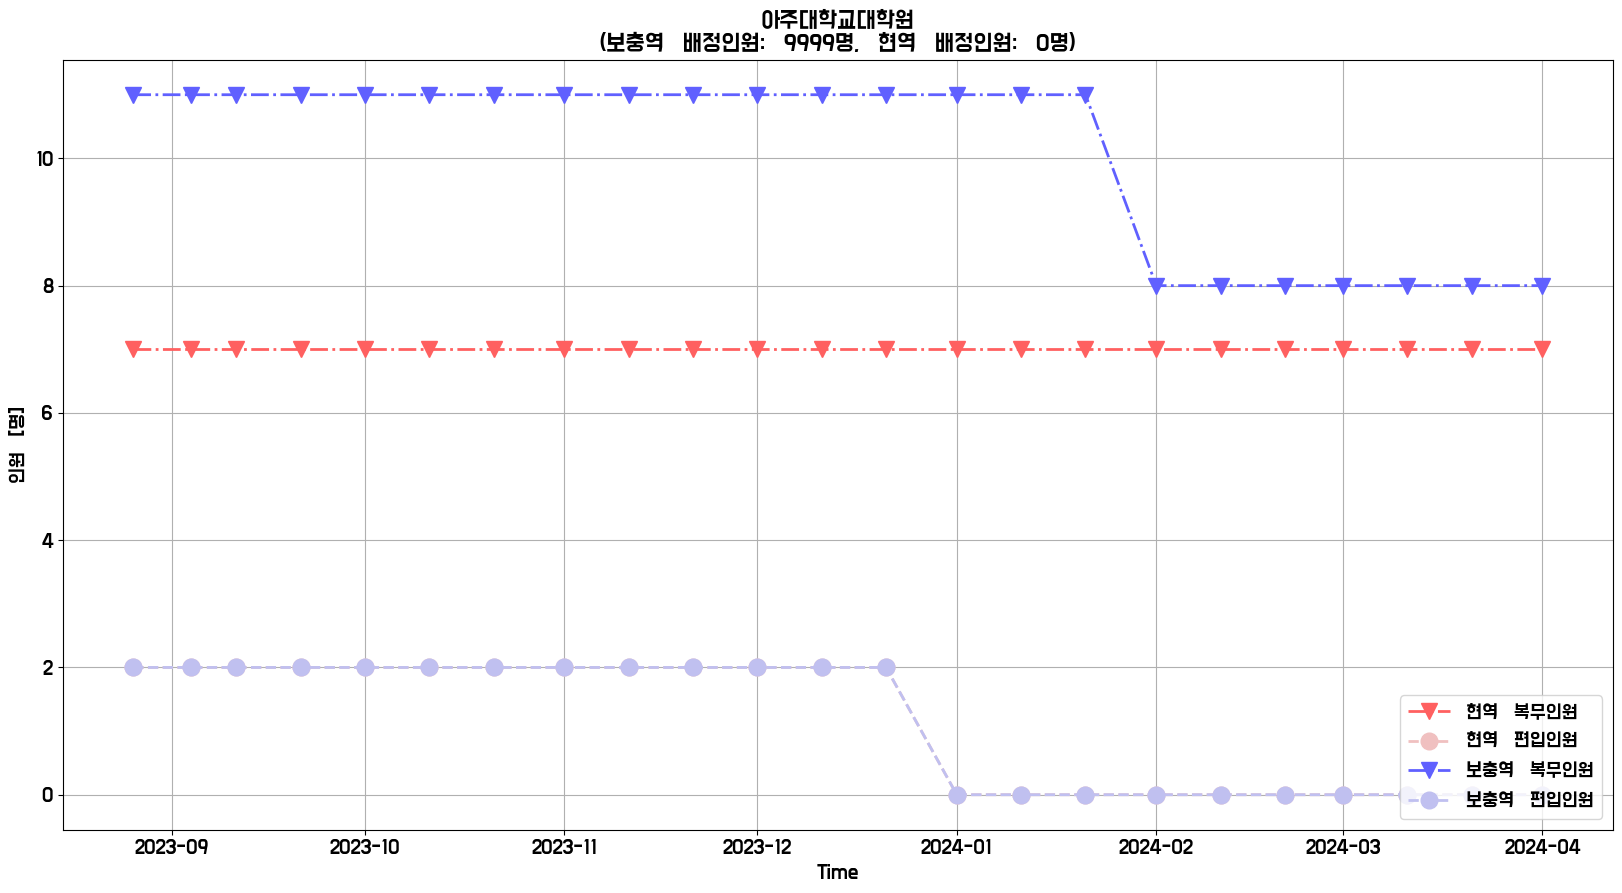 아주대학교대학원
(보충역 배정인원: 9999명, 현역 배정인원: 0명)
인원 [명]
10
8
6
4
2
0
현역 복무인원
현역 편입인원
보충역 복무인원
보충역 편입인원
2023-09 2023-10 2023-11 2023-12 2024-01 2024-02 2024-03 2024-04
Time